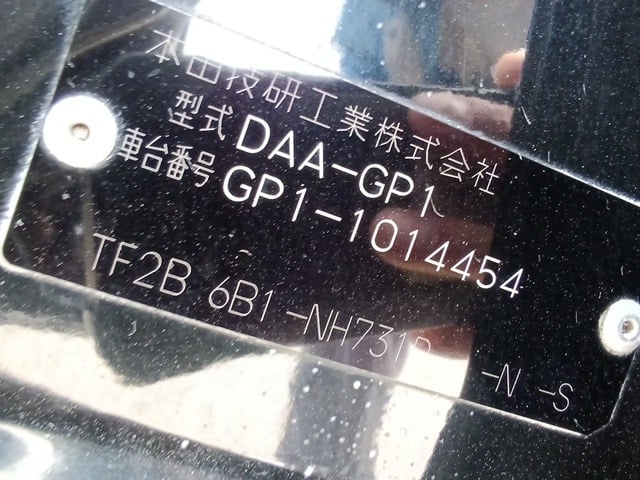 本田技研工業株式会社
型式 DAA-GP1
車台番号 GP1-1014454
TF2B 6B1-NH731P -N -S